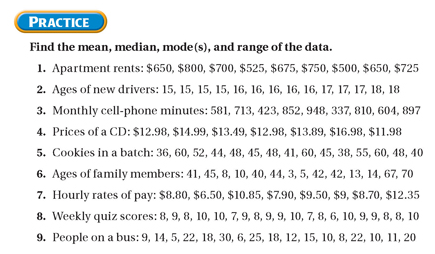 PRACTICE
Find the mean, median, mode(s), and range of the data.
1. Apartment rents: $650, $800, $700, $525, $675, $750, $500, $650, $725
2. Ages of new drivers: 15, 15, 15, 15, 16, 16, 16, 16, 16, 17, 17, 17, 18, 18
3. Monthly cell-phone minutes: 581, 713, 423, 852, 948, 337, 810, 604, 897
4. Prices of a CD: $12.98, $14.99, $13.49, $12.98, $13.89, $16.98, $11.98
5. Cookies in a batch: 36, 60, 52, 44, 48, 45, 48, 41, 60, 45, 38, 55, 60, 48, 40
6. Ages of family members: 41, 45, 8, 10, 40, 44, 3, 5, 42, 42, 13, 14, 67, 70
7. Hourly rates of pay: $8.80, $6.50, $10.85, $7.90, $9.50, $9, $8.70, $12.35
8. Weekly quiz scores: 8, 9, 8, 10, 10, 7, 9, 8, 9, 9, 10, 7, 8, 6, 10, 9, 9, 8, 8, 10
9. People on a bus: 9, 14, 5, 22, 18, 30, 6, 25, 18, 12, 15, 10, 8, 22, 10, 11, 20